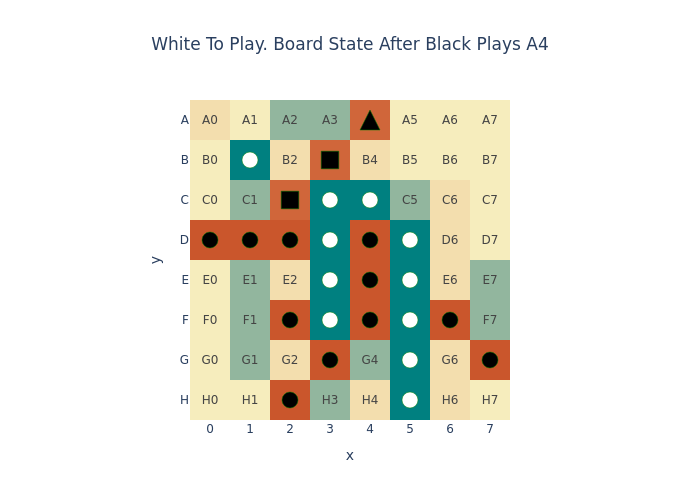 White To Play. Board State After Black Plays A4
A A0 A1 A2 A3 A5 A6 A7
B B0 B2 B4 B5 B6 B7
C C0 C1 C5 C6 C7
D D6 D7
y
E E0 E1 E2 E6 E7
F F0 F1 F7
G G0 G1 G2 G4 G6
H H0 H1 H3 H4 H6 H7
0 1 2 3 4 5 6 7
x